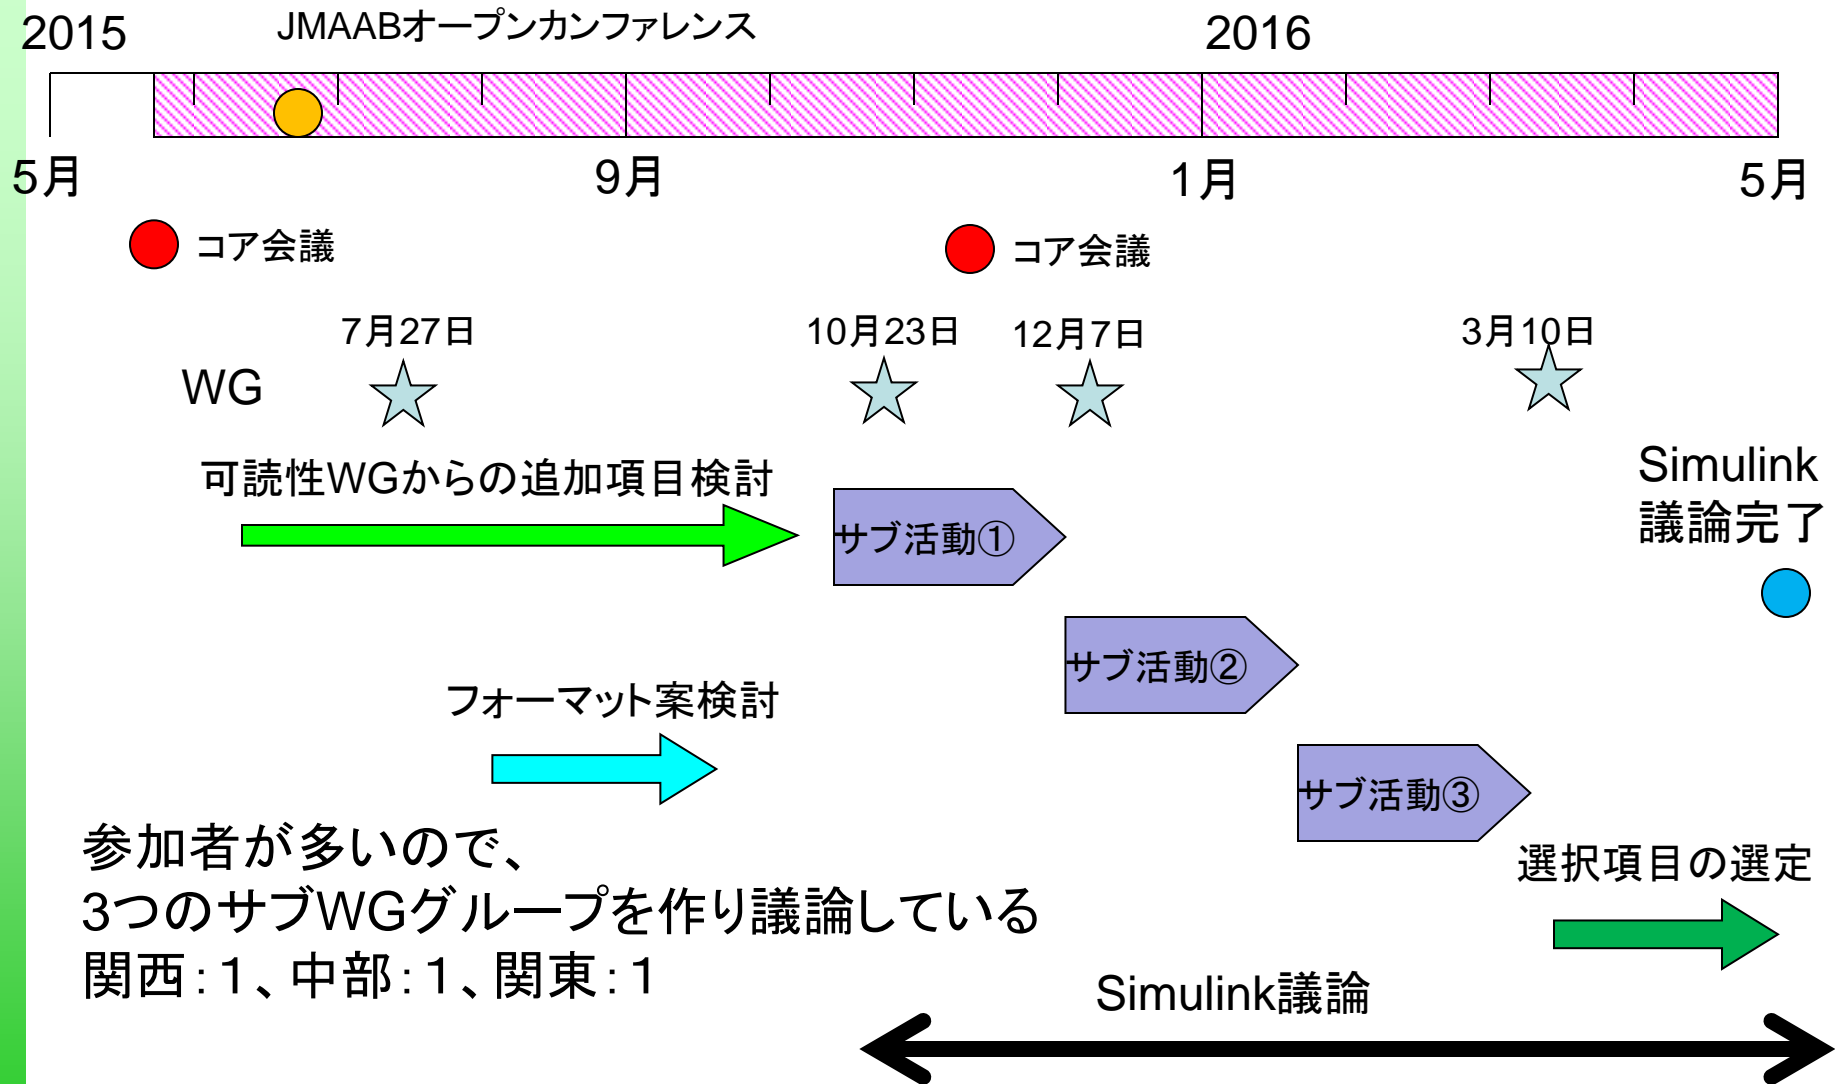 2015
JMAABオープンカンファレンス
2016
5月
9月
1月
5月
コア会議
コア会議
7月27日
10月23日
12月7日
3月10日
WG
可読性WGからの追加項目検討
サブ活動①
Simulink
議論完了
サブ活動②
フォーマット案検討
サブ活動③
参加者が多いので、
3つのサブWGグループを作り議論している
関西：１、中部：１、関東：１
選択項目の選定
Simulink議論